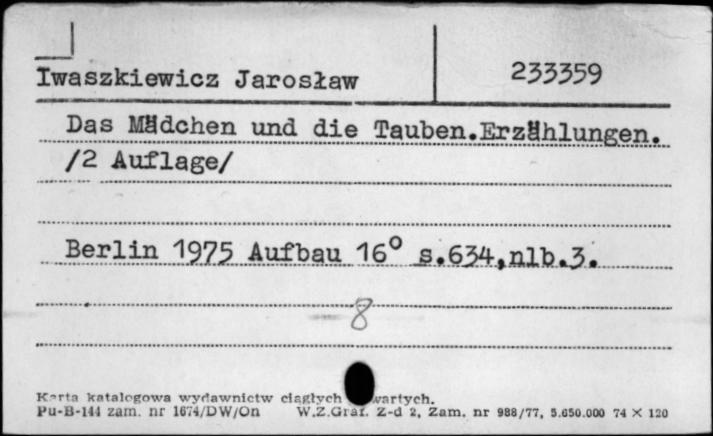 Iwaszkiewicz Jarosław 233359
Das Mädchen und die Tauben.Erzählungen.
/2 Auflage/
Berlin 1975 Aufbau 16° s.634,nlb.3.
8
Karta katalogowa wydawnictw ciągłych wartych.
Pu-B-144 zam. nr 1674/DW/On W.Z.Graf. Z-d 2, Zam. nr 988/77, 5.650.000 74 × 120